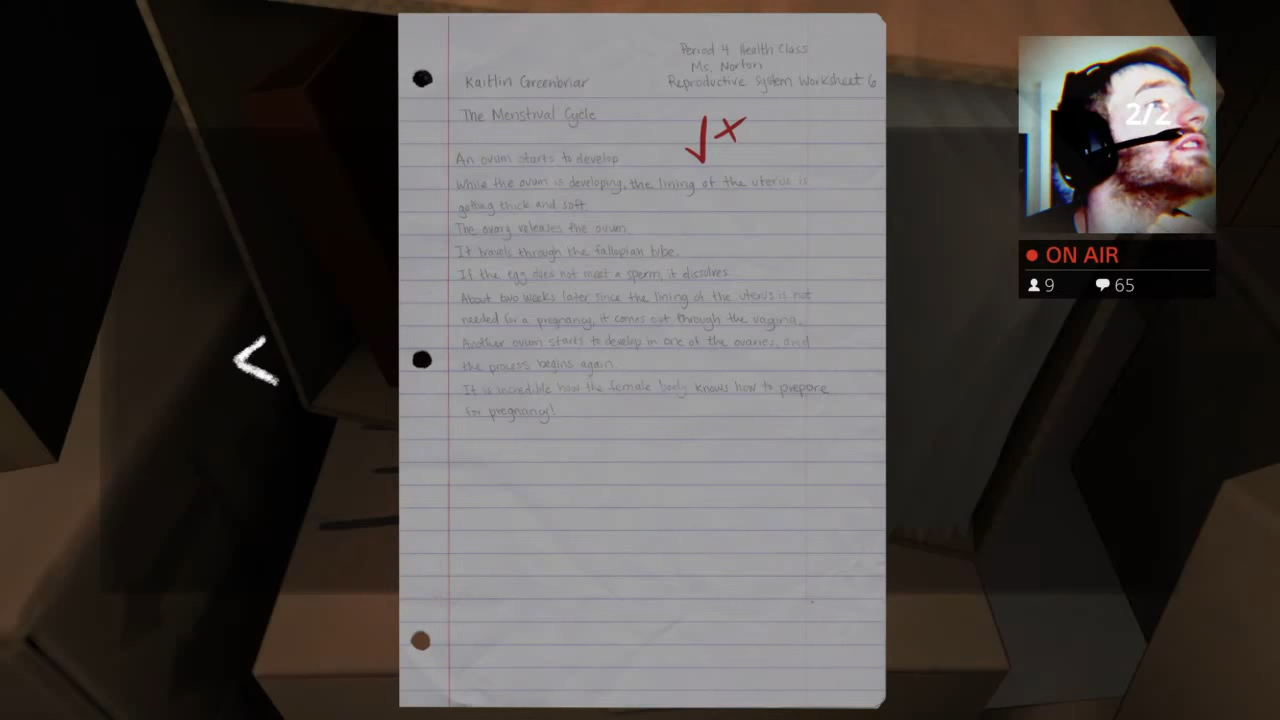 Period 4 Health Class
Ms. Norton
Kaitlin Greenbriar
Reproductive System Worksheet 6
The Menstrual Cycle
An ovum starts to develop
While the ovum is developing, the lining of the uterus is
getting thick and soft
The ovary releases the ovum
It travels through the fallopian tube.
If the egg does not meet a sperm, it dissolves
About two weeks later since the lining of the uterus is not
needed for a pregnancy, it comes out through the vagina.
Another ovum starts to develop in one of the ovaries, and
the process begins again.
It is incredible how the female body knows how to prepare
for pregnancy!
2/2
ON AIR
9
65